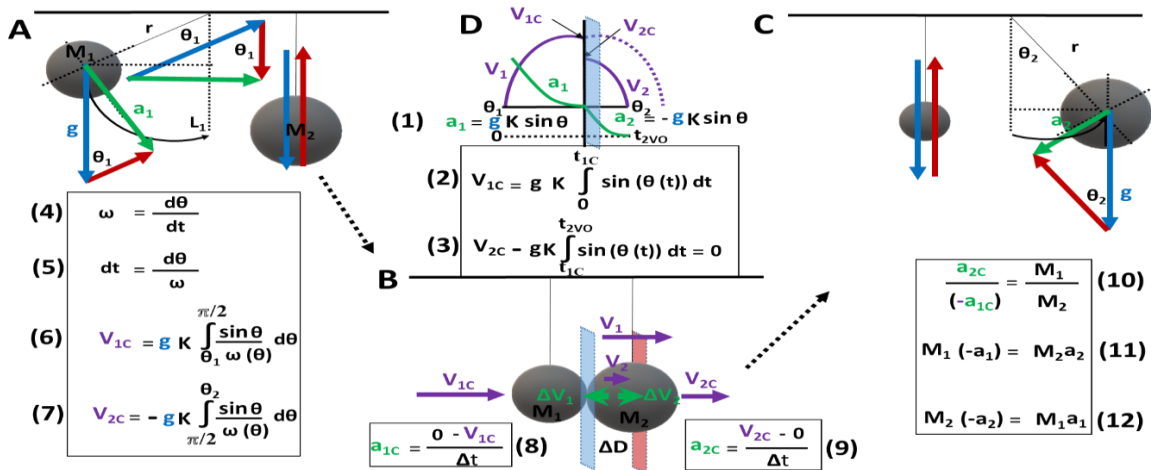 A
r
θ₁
θ₁
M₁
a₁
g
L₁
θ₁
M₂
D
V₁C
V₂C
V₁
a₁
V₂
θ₁
θ₂
(1) a₁ = g K sin θ a₂ = - g K sin θ
0
t₂VO
t₁C
(2) V₁C = g K ∫₀^t₁C sin (θ (t)) dt
(3) V₂C – gK ∫_t₁C^t₂VO sin (θ (t)) dt = 0
C
θ₂
r
a₂
θ₂
g
(4) ω = dθ/dt
(5) dt = dθ/ω
(6) V₁C = g K ∫_θ₁^π/2 sin θ/ω (θ) dθ
(7) V₂C = - g K ∫_π/2^θ₂ sin θ/ω (θ) dθ
B
V₁
V₂
V₁C
ΔV₁
ΔV₂
V₂C
M₁
M₂
a₁C = 0 - V₁C/Δt (8)
ΔD
a₂C = V₂C - 0/Δt (9)
a₂C/(-a₁C) = M₁/M₂ (10)
M₁ (-a₁) = M₂a₂ (11)
M₂ (-a₂) = M₁a₁ (12)